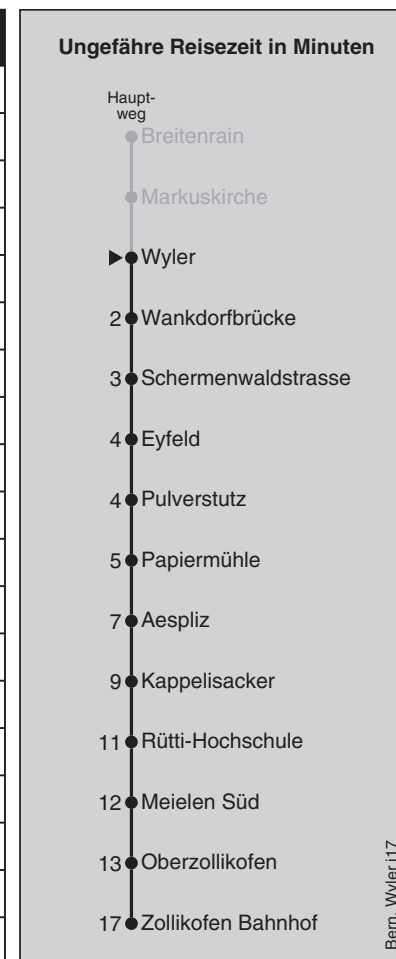 Ungefähre Reisezeit in Minuten
Haupt-
weg
Breitenrain
Markuskirche
Wyler
2 Wankdorfbrücke
3 Schermenwaldstrasse
4 Eyfeld
4 Pulverstutz
5 Papiermühle
7 Aespliz
9 Kappelisacker
11 Rütti-Hochschule
12 Meielen Süd
13 Oberzollikofen
17 Zollikofen Bahnhof
Bern, Wyler j17